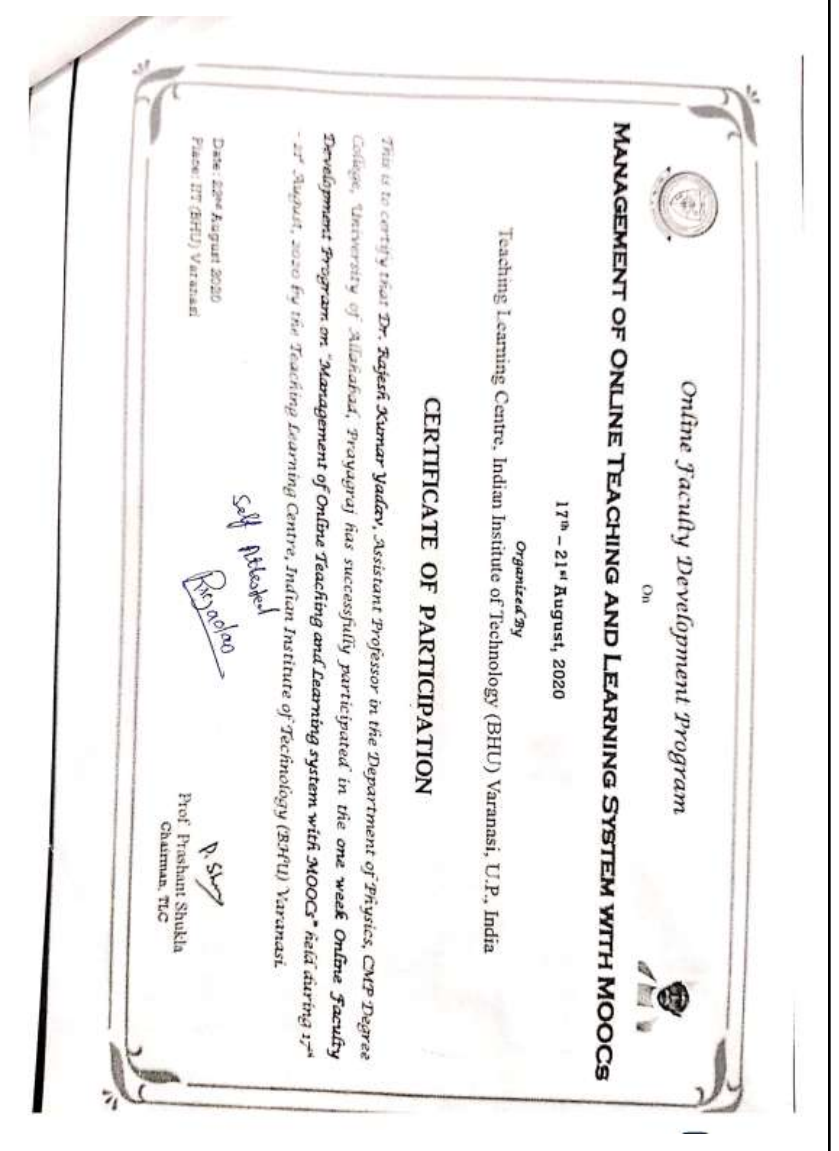 Online Faculty Development Program
On
MANAGEMENT OF ONLINE TEACHING AND LEARNING SYSTEM WITH MOOCS
17th – 21st August, 2020
Organized By
Teaching Learning Centre, Indian Institute of Technology (BHU) Varanasi, U.P., India
CERTIFICATE OF PARTICIPATION
This is to certify that Dr. Rajesh Kumar Yadav, Assistant Professor in the Department of Physics, CMP Degree
College, University of Allahabad, Prayagraj has successfully participated in the one week Online Faculty
Development Program on "Management of Online Teaching and Learning system with MOOCs" held during 17th
- 21st August, 2020 by the Teaching Learning Centre, Indian Institute of Technology (BHU) Varanasi.
Date: 22nd August 2020
Place: IIT (BHU) Varanasi
Self Attested
Prof. Prashant Shukla
Chairman, TLC